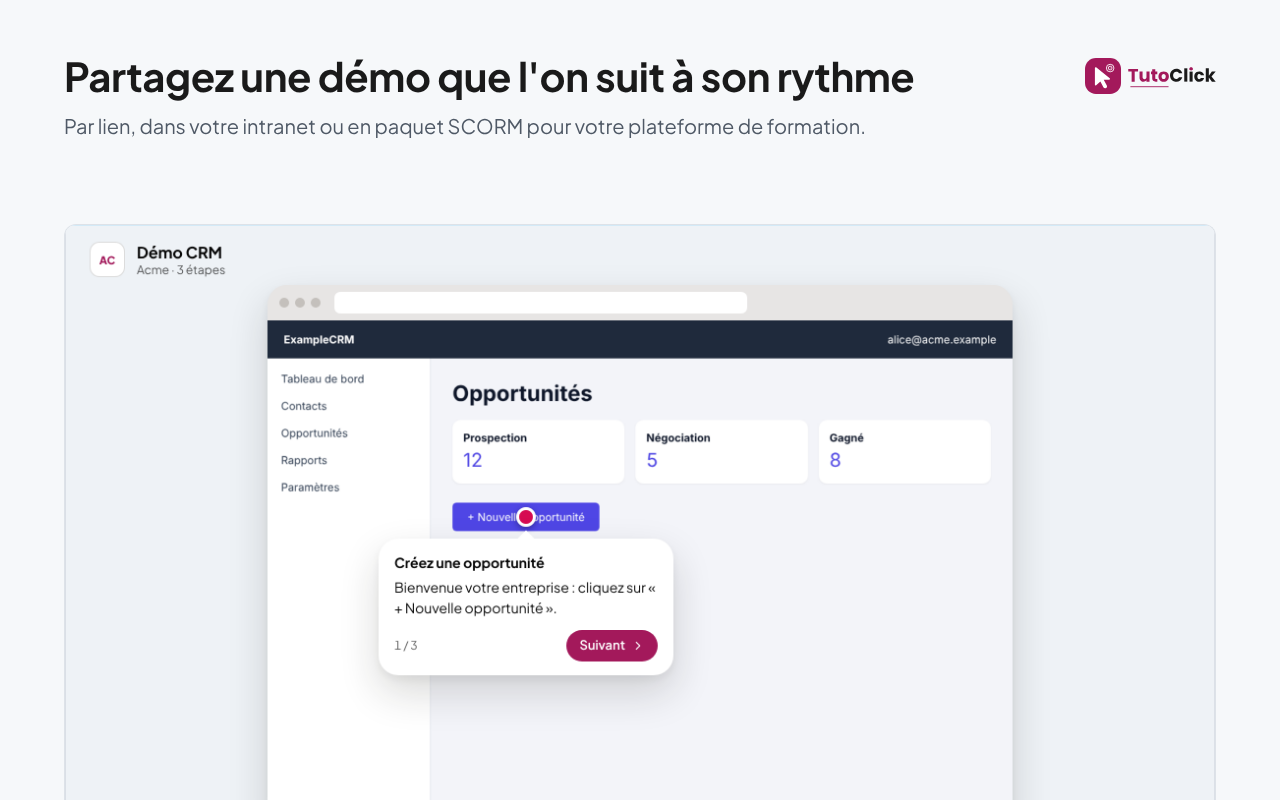 Partagez une démo que l'on suit à son rythme
TutoClick
Par lien, dans votre intranet ou en paquet SCORM pour votre plateforme de formation.
AC
Démo CRM
Acme · 3 étapes
ExampleCRM
alice@acme.example
Tableau de bord
Contacts
Opportunités
Rapports
Paramètres
Opportunités
Prospection
12
Négociation
5
Gagné
8
+ Nouvelle opportunité
Créez une opportunité
Bienvenue votre entreprise : cliquez sur «
+ Nouvelle opportunité ».
1 / 3
Suivant